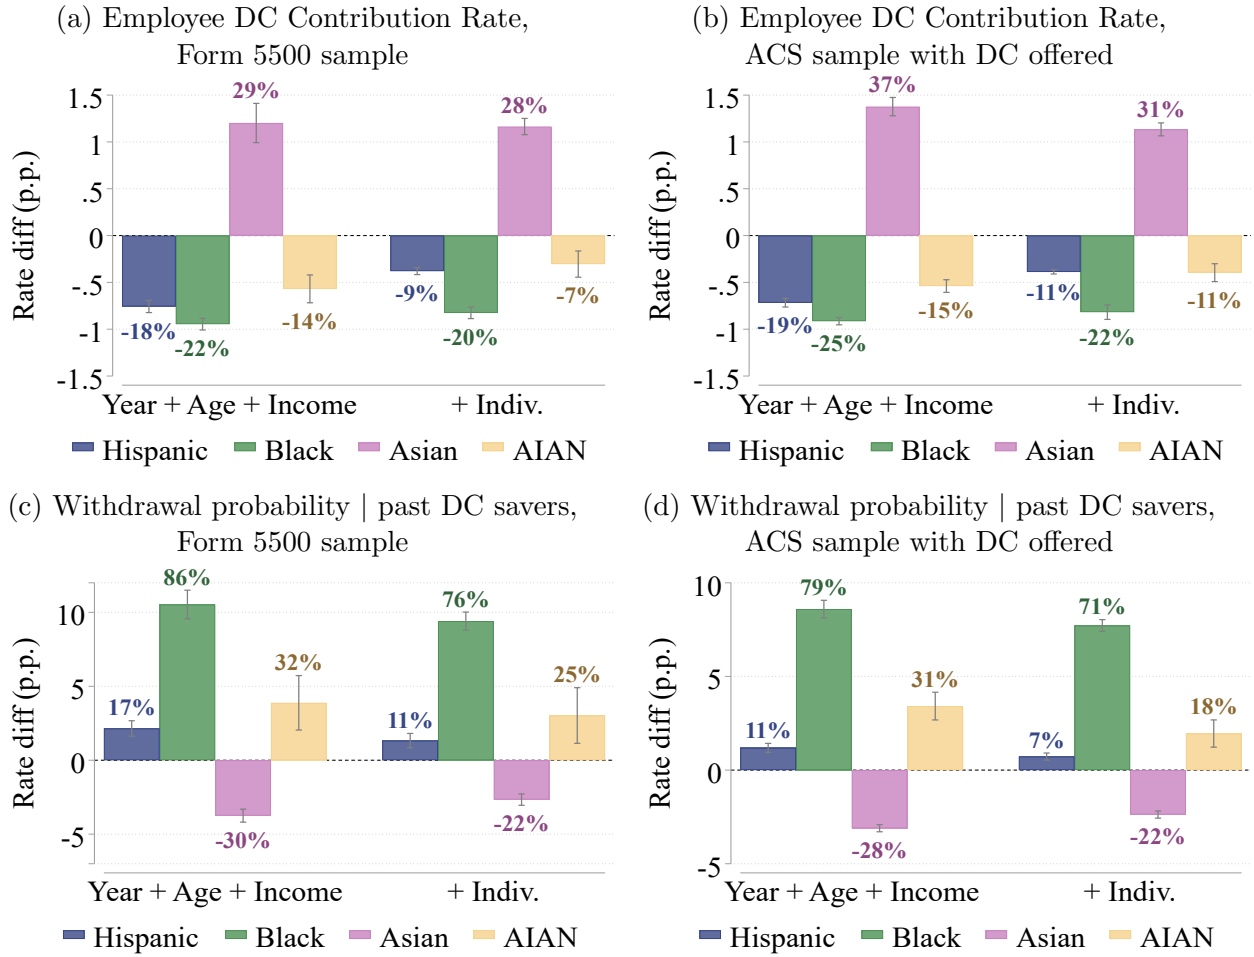 (a) Employee DC Contribution Rate,
Form 5500 sample
Rate diff (p.p.)
1.5
1
.5
0
-.5
-1
-1.5
29%
28%
-18%
-22%
-14%
-9%
-20%
-7%
Year + Age + Income
+ Indiv.
Hispanic Black Asian AIAN
(b) Employee DC Contribution Rate,
ACS sample with DC offered
Rate diff (p.p.)
1.5
1
.5
0
-.5
-1
-1.5
37%
31%
-19%
-25%
-15%
-11%
-22%
-11%
Year + Age + Income
+ Indiv.
Hispanic Black Asian AIAN
(c) Withdrawal probability | past DC savers,
Form 5500 sample
Rate diff (p.p.)
10
5
0
-5
17%
86%
-30%
32%
11%
76%
-22%
25%
Year + Age + Income
+ Indiv.
Hispanic Black Asian AIAN
(d) Withdrawal probability | past DC savers,
ACS sample with DC offered
Rate diff (p.p.)
10
5
0
-5
11%
79%
-28%
31%
7%
71%
-22%
18%
Year + Age + Income
+ Indiv.
Hispanic Black Asian AIAN